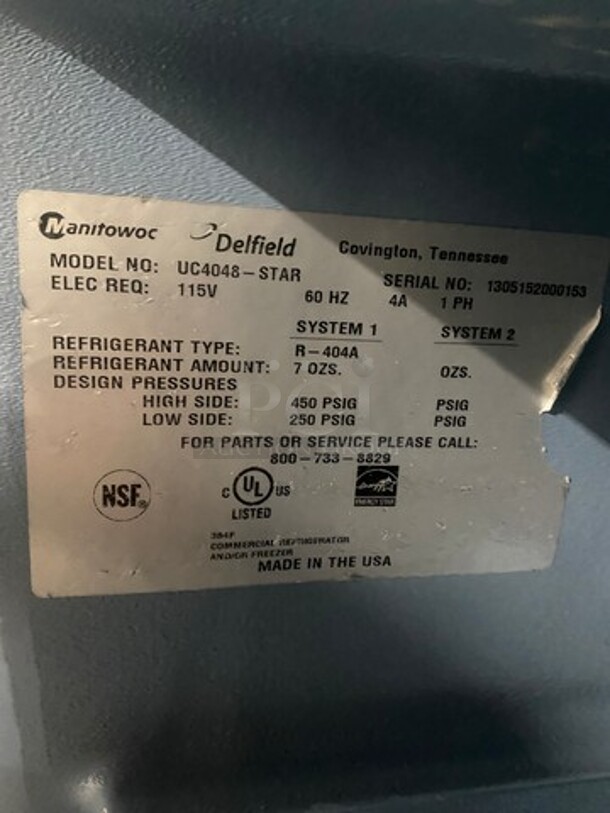 Manitowoc Delfield Covington, Tennessee
MODEL NO: UC4048-STAR SERIAL NO: 1305152000153
ELEC REQ: 115V 60 HZ 4A 1 PH
SYSTEM 1 SYSTEM 2
REFRIGERANT TYPE: R-404A
REFRIGERANT AMOUNT: 7 OZS. OZS.
DESIGN PRESSURES
HIGH SIDE: 450 PSIG PSIG
LOW SIDE: 250 PSIG PSIG
FOR PARTS OR SERVICE PLEASE CALL:
800-733-8829
NSF®
C UL US
LISTED
ENERGY STAR
384F
COMMERCIAL REFRIGERATOR
AND/OR FREEZER
MADE IN THE USA